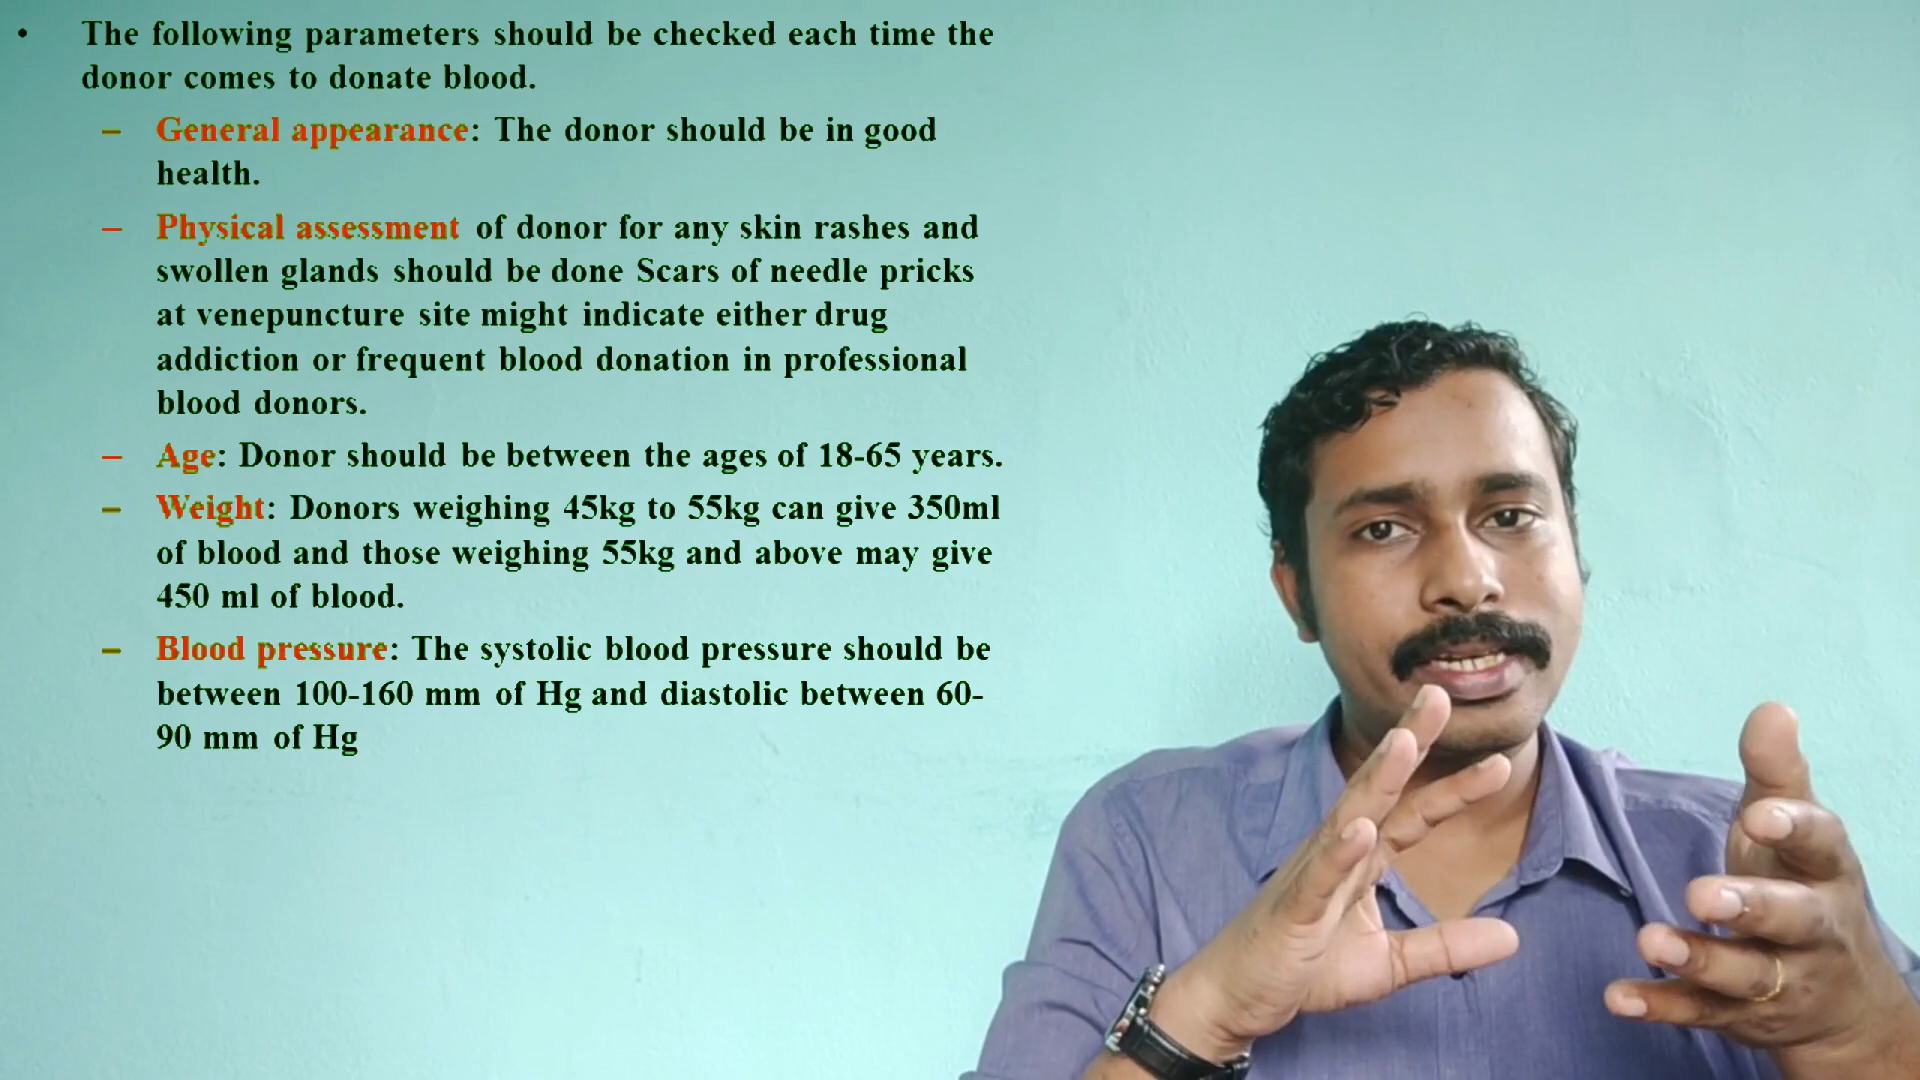 • The following parameters should be checked each time the
donor comes to donate blood.
– General appearance: The donor should be in good
health.
– Physical assessment of donor for any skin rashes and
swollen glands should be done Scars of needle pricks
at venepuncture site might indicate either drug
addiction or frequent blood donation in professional
blood donors.
– Age: Donor should be between the ages of 18-65 years.
– Weight: Donors weighing 45kg to 55kg can give 350ml
of blood and those weighing 55kg and above may give
450 ml of blood.
– Blood pressure: The systolic blood pressure should be
between 100-160 mm of Hg and diastolic between 60-
90 mm of Hg